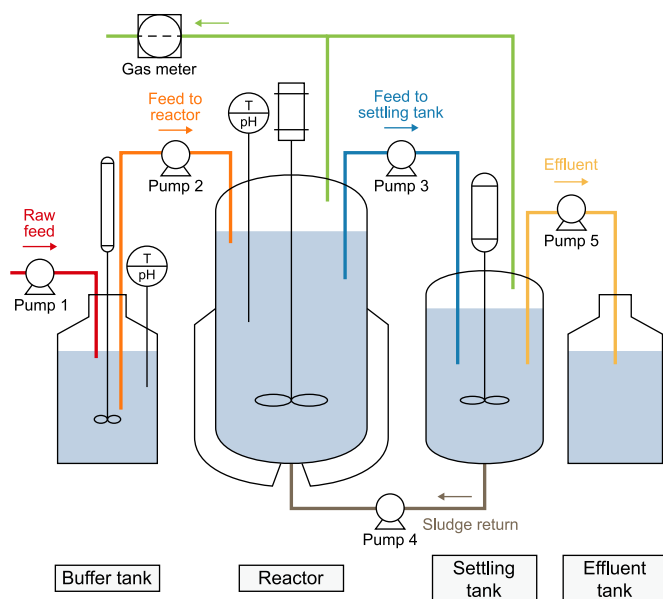 Gas meter
Feed to
reactor
T
pH
Feed to
settling tank
Pump 2
Pump 3
Effluent
Raw
feed
T
pH
Pump 5
Pump 1
Pump 4
Sludge return
Buffer tank
Reactor
Settling
tank
Effluent
tank